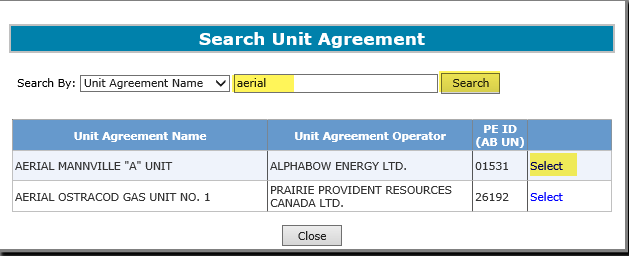 Search Unit Agreement
Search By: Unit Agreement Name aerial Search
Unit Agreement Name Unit Agreement Operator PE ID (AB UN)
AERIAL MANNVILLE "A" UNIT ALPHABOW ENERGY LTD. 01531 Select
AERIAL OSTRACOD GAS UNIT NO. 1 PRAIRIE PROVIDENT RESOURCES CANADA LTD. 26192 Select
Close